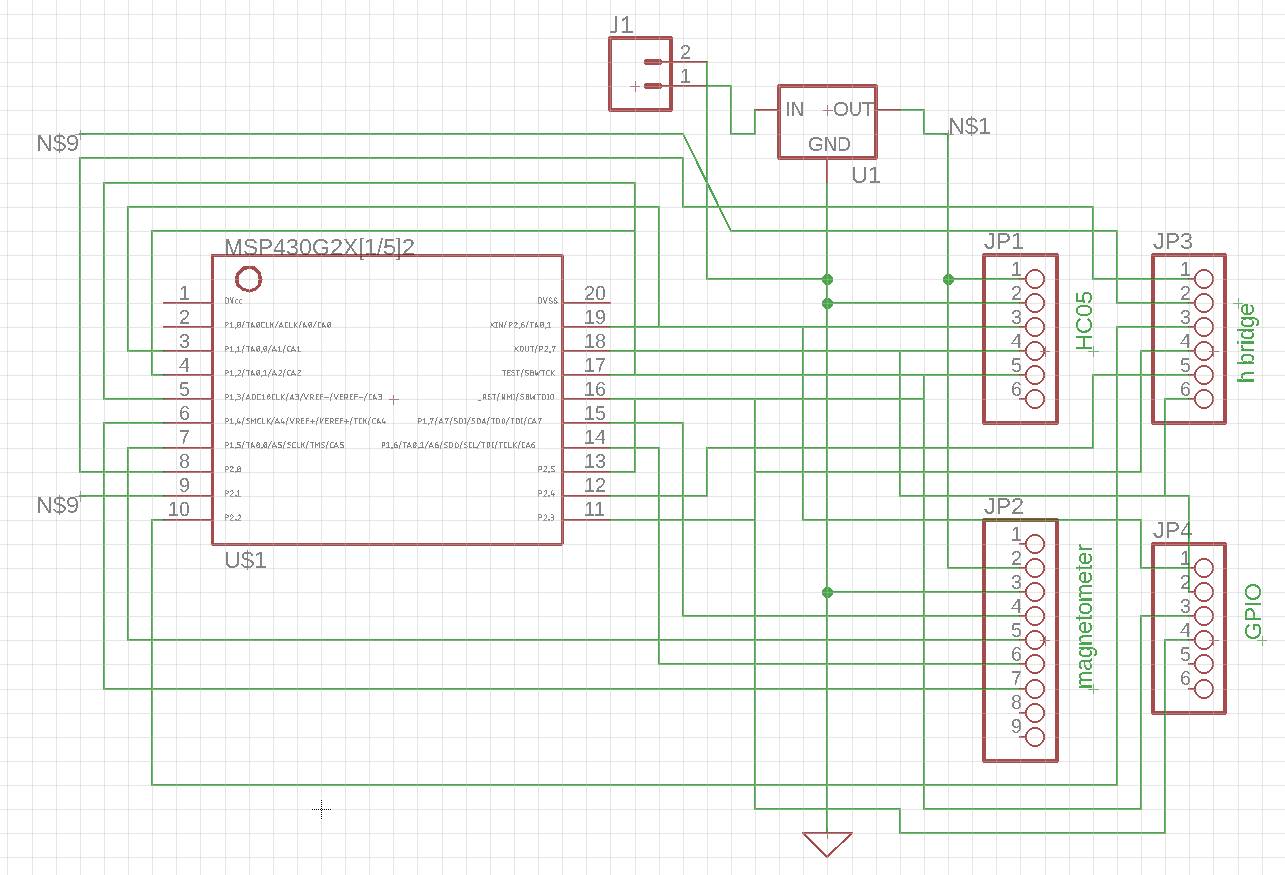 J1
2
1
IN
OUT
GND
U1
N$1
N$9
MSP430G2X[1/5]2
1
2
3
4
5
6
7
8
9
10
DVcc
P1.0/TA0CLK/ACLK/A0/CA0
P1.1/TA0.0/A1/CA1
P1.2/TA0.1/A2/CA2
P1.3/ADC10CLK/A3/VREF-/VEREF-/CA3
P1.4/SMCLK/A4/VREF+/VEREF+/TCK/CA4
P1.5/TA0.0/A5/SCLK/TMS/CA5
P2.0
P2.1
P2.2
DVSS
XIN/P2.6/TA0.1
XOUT/P2.7
TEST/SBWTCK
_RST/NMI/SBWTDIO
P1.7/A7/SDI/SDA/TDO/TDI/CA7
P1.6/TA0.1/A6/SDO/SCL/TDI/TCLK/CA6
P2.5
P2.4
P2.3
20
19
18
17
16
15
14
13
12
11
N$9
U$1
JP1
1
2
3
4
5
6
HC05
JP3
1
2
3
4
5
6
h bridge
JP2
1
2
3
4
5
6
7
8
9
magnetometer
JP4
1
2
3
4
5
6
GPIO